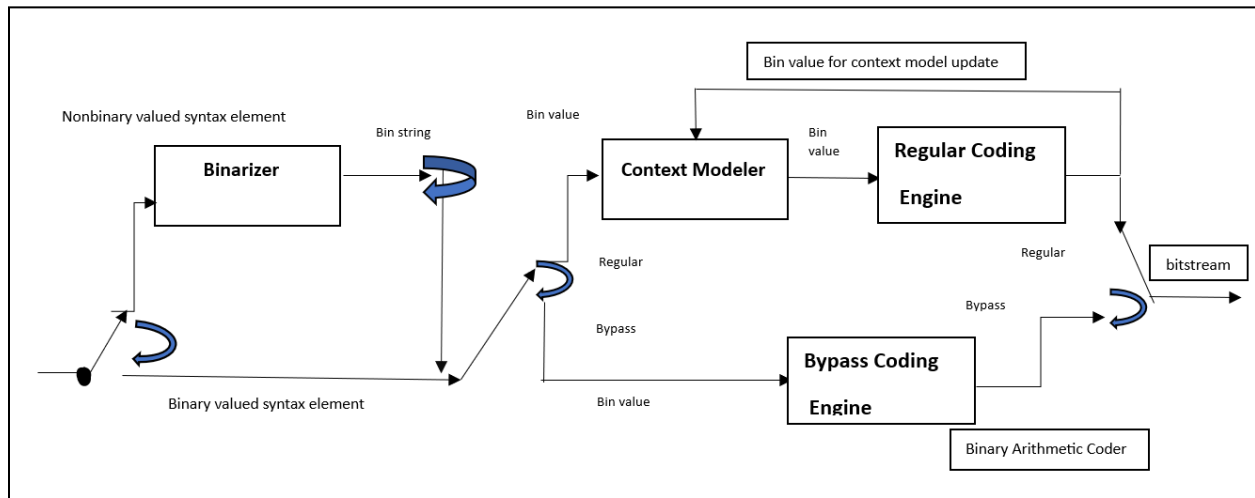 Bin value for context model update
Nonbinary valued syntax element
Bin string
Bin value
Binarizer
Context Modeler
Bin
value
Regular Coding
Engine
Regular
Regular
bitstream
Bypass
Bypass
Binary valued syntax element
Bin value
Bypass Coding
Engine
Binary Arithmetic Coder